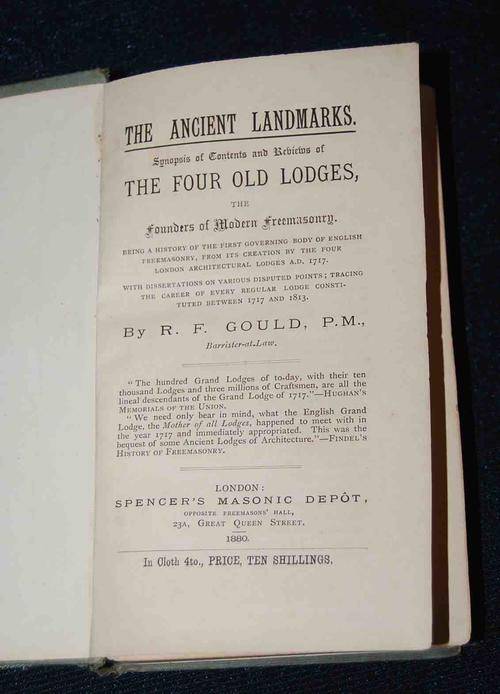 THE ANCIENT LANDMARKS.
Synopsis of Contents and Reviews of
THE FOUR OLD LODGES,
THE
Founders of Modern Freemasonry.
BEING A HISTORY OF THE FIRST GOVERNING BODY OF ENGLISH
FREEMASONRY, FROM ITS CREATION BY THE FOUR
LONDON ARCHITECTURAL LODGES A.D. 1717.
WITH DISSERTATIONS ON VARIOUS DISPUTED POINTS; TRACING
THE CAREER OF EVERY REGULAR LODGE CONSTI-
TUTED BETWEEN 1717 AND 1813.
By R. F. GOULD, P.M.,
Barrister-at-Law.
"The hundred Grand Lodges of to-day, with their ten
thousand Lodges and three millions of Craftsmen, are all the
lineal descendants of the Grand Lodge of 1717."—HUGHAN'S
MEMORIALS OF THE UNION.
"We need only bear in mind, what the English Grand
Lodge, the Mother of all Lodges, happened to meet with in
the year 1717 and immediately appropriated. This was the
bequest of some Ancient Lodges of Architecture."—FINDEL'S
HISTORY OF FREEMASONRY.
LONDON:
SPENCER'S MASONIC DEPÔT,
OPPOSITE FREEMASONS' HALL,
23A, GREAT QUEEN STREET.
1880.
In Cloth 4to., PRICE, TEN SHILLINGS.